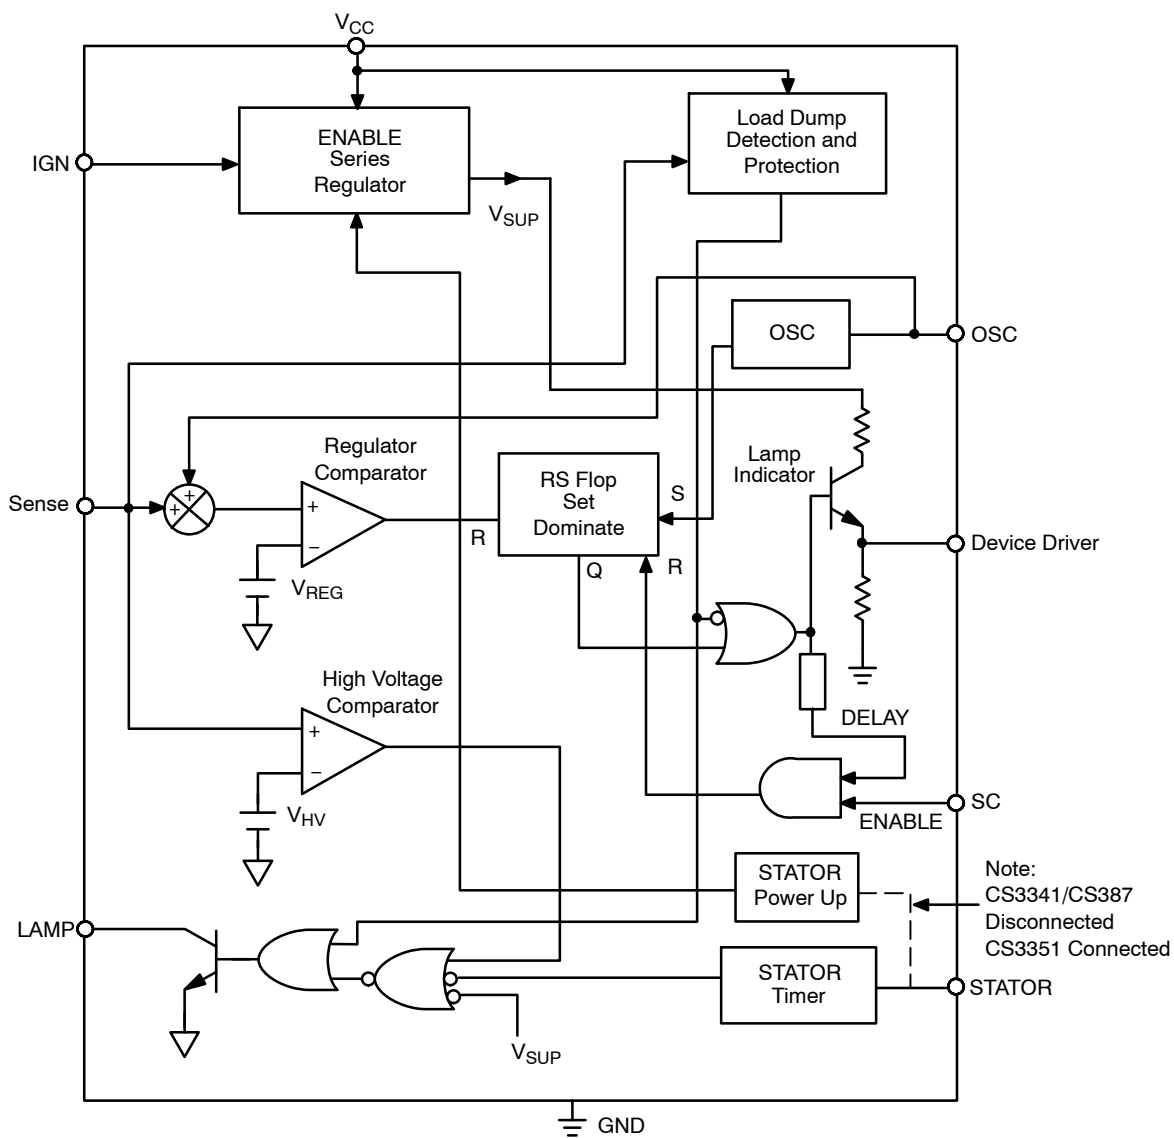 VCC
IGN
ENABLE
Series
Regulator
VSUP
Load Dump
Detection and
Protection
OSC
OSC
Sense
+
+
Regulator
Comparator
+
−
VREG
R
RS Flop
Set
Dominate
S
Q
R
Lamp
Indicator
Device Driver
High Voltage
Comparator
+
−
VHV
DELAY
SC
ENABLE
STATOR
Power Up
Note:
CS3341/CS387
Disconnected
CS3351 Connected
LAMP
STATOR
Timer
STATOR
VSUP
GND